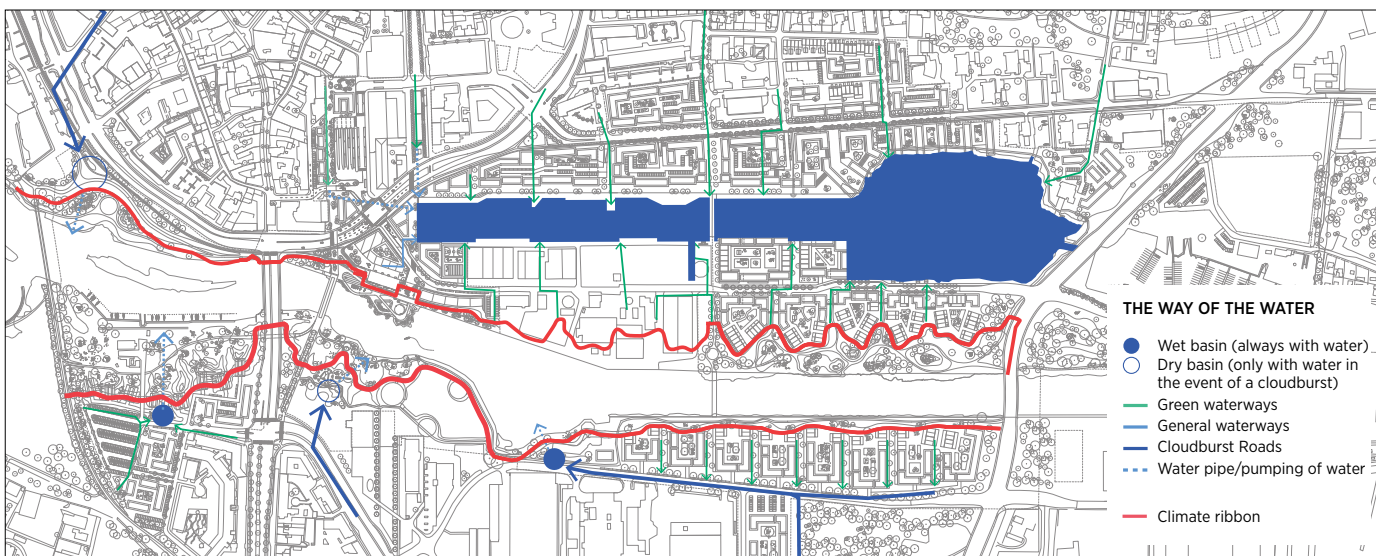 THE WAY OF THE WATER
Wet basin (always with water)
Dry basin (only with water in
the event of a cloudburst)
Green waterways
General waterways
Cloudburst Roads
Water pipe/pumping of water
Climate ribbon